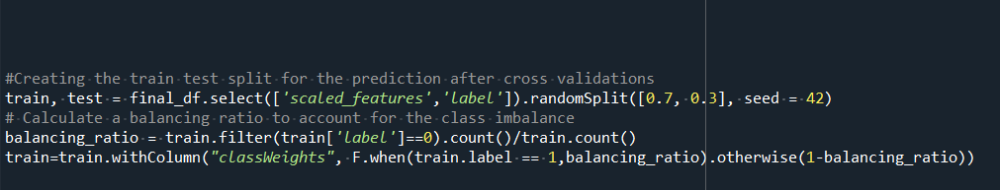 #Creating the train test split for the prediction after cross validations
train, test = final_df.select(['scaled_features','label']).randomSplit([0.7, 0.3], seed = 42)
# Calculate a balancing ratio to account for the class imbalance
balancing_ratio = train.filter(train['label']==0).count()/train.count()
train=train.withColumn("classWeights", F.when(train.label == 1,balancing_ratio).otherwise(1-balancing_ratio))